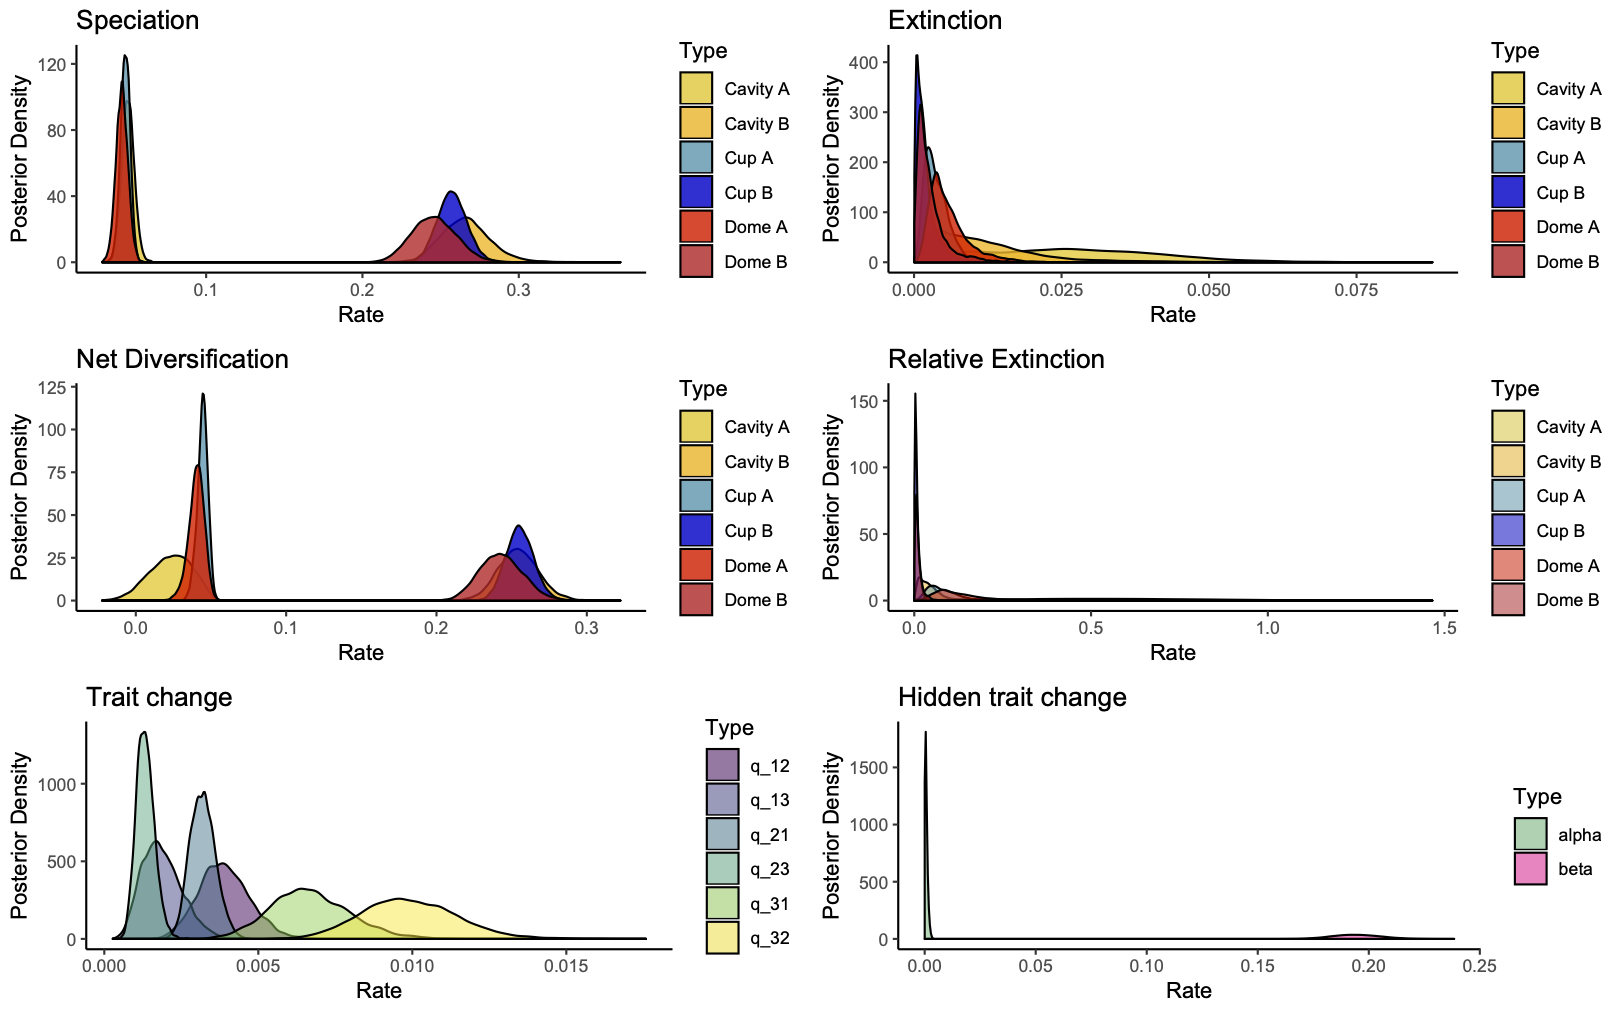 Speciation
Posterior Density
120
80
40
0
0.1
0.2
0.3
Rate
Type
Cavity A
Cavity B
Cup A
Cup B
Dome A
Dome B
Extinction
Posterior Density
400
300
200
100
0
0.000
0.025
0.050
0.075
Rate
Type
Cavity A
Cavity B
Cup A
Cup B
Dome A
Dome B
Net Diversification
Posterior Density
125
100
75
50
25
0
0.0
0.1
0.2
0.3
Rate
Type
Cavity A
Cavity B
Cup A
Cup B
Dome A
Dome B
Relative Extinction
Posterior Density
150
100
50
0
0.0
0.5
1.0
1.5
Rate
Type
Cavity A
Cavity B
Cup A
Cup B
Dome A
Dome B
Trait change
Posterior Density
1000
500
0
0.000
0.005
0.010
0.015
Rate
Type
q_12
q_13
q_21
q_23
q_31
q_32
Hidden trait change
Posterior Density
1500
1000
500
0
0.00
0.05
0.10
0.15
0.20
0.25
Rate
Type
alpha
beta